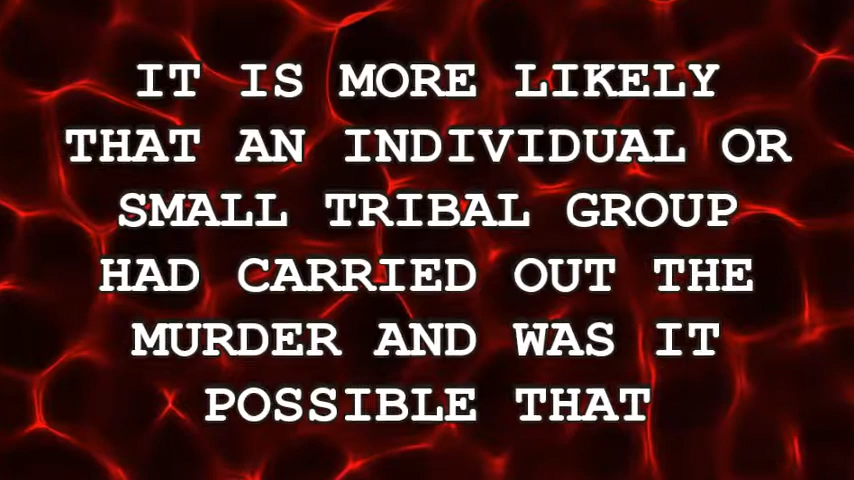 IT IS MORE LIKELY
THAT AN INDIVIDUAL OR
SMALL TRIBAL GROUP
HAD CARRIED OUT THE
MURDER AND WAS IT
POSSIBLE THAT